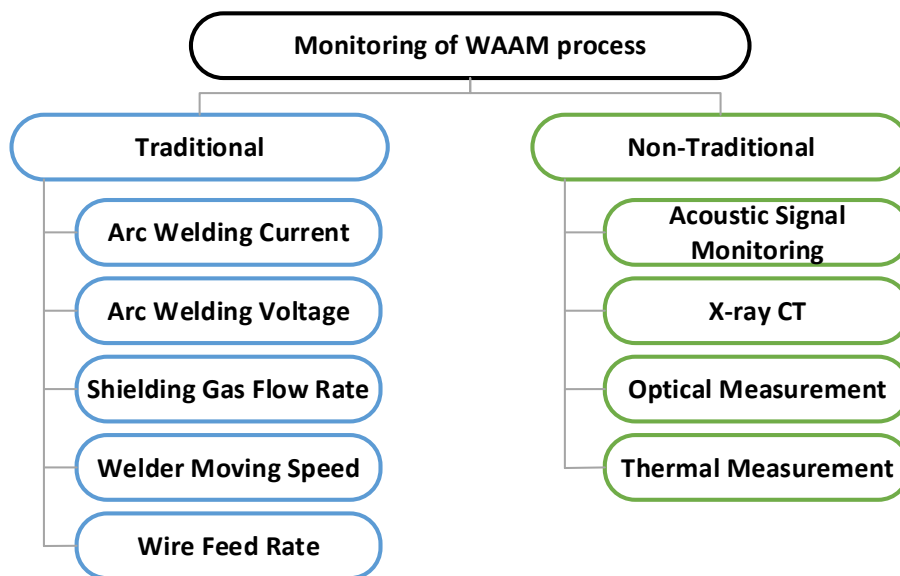 Monitoring of WAAM process
Traditional
Arc Welding Current
Arc Welding Voltage
Shielding Gas Flow Rate
Welder Moving Speed
Wire Feed Rate
Non-Traditional
Acoustic Signal
Monitoring
X-ray CT
Optical Measurement
Thermal Measurement